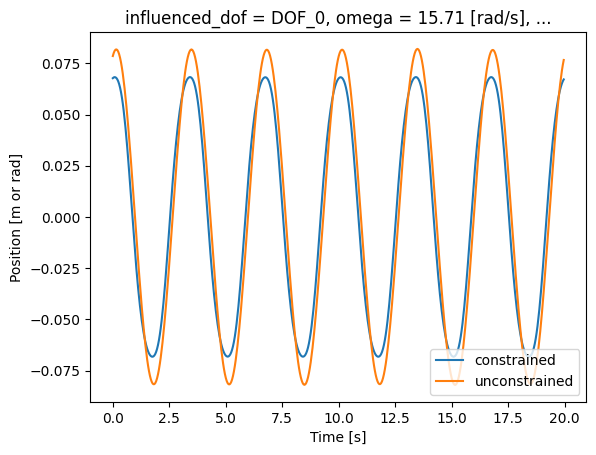 influenced_dof = DOF_0, omega = 15.71 [rad/s], ...
Position [m or rad]
0.075
0.050
0.025
0.000
−0.025
−0.050
−0.075
constrained
unconstrained
0.0 2.5 5.0 7.5 10.0 12.5 15.0 17.5 20.0
Time [s]